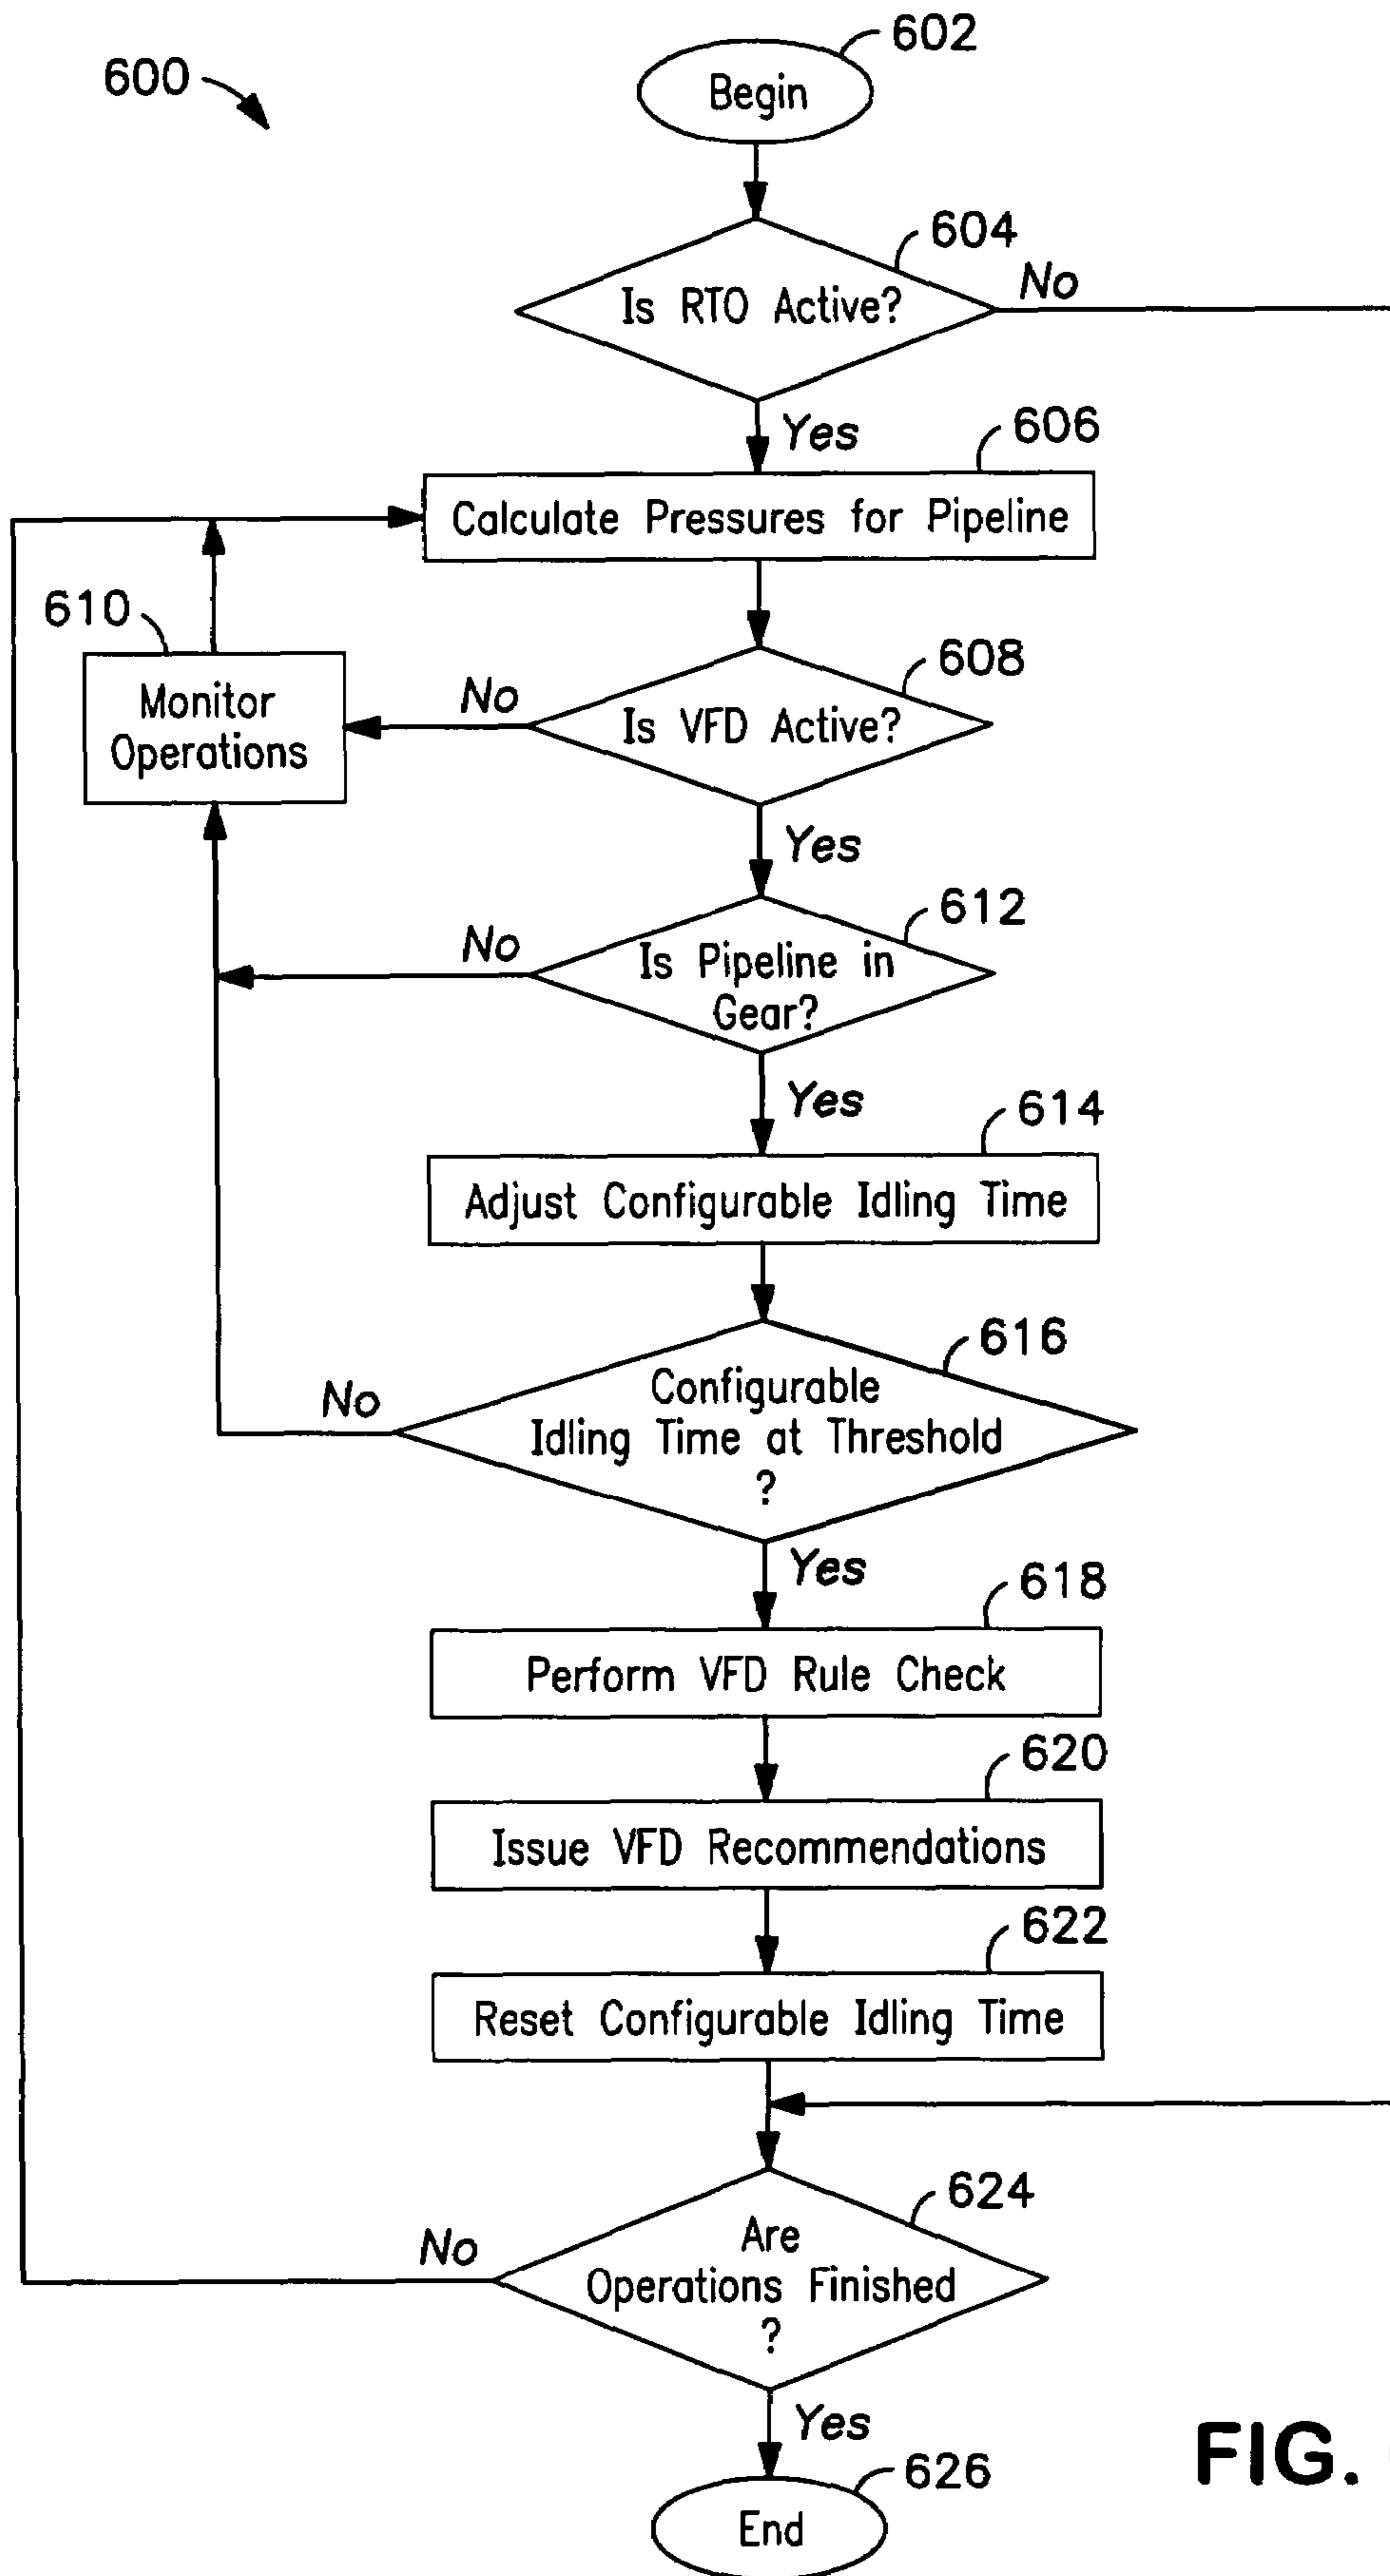 600
602
Begin
604
Is RTO Active?
No
Yes
606
Calculate Pressures for Pipeline
610
Monitor
Operations
608
No
Is VFD Active?
Yes
612
No
Is Pipeline in
Gear?
Yes
614
Adjust Configurable Idling Time
616
Configurable
No
Idling Time at Threshold
?
Yes
618
Perform VFD Rule Check
620
Issue VFD Recommendations
622
Reset Configurable Idling Time
624
Are
No
Operations Finished
?
Yes
FIG.
626
End